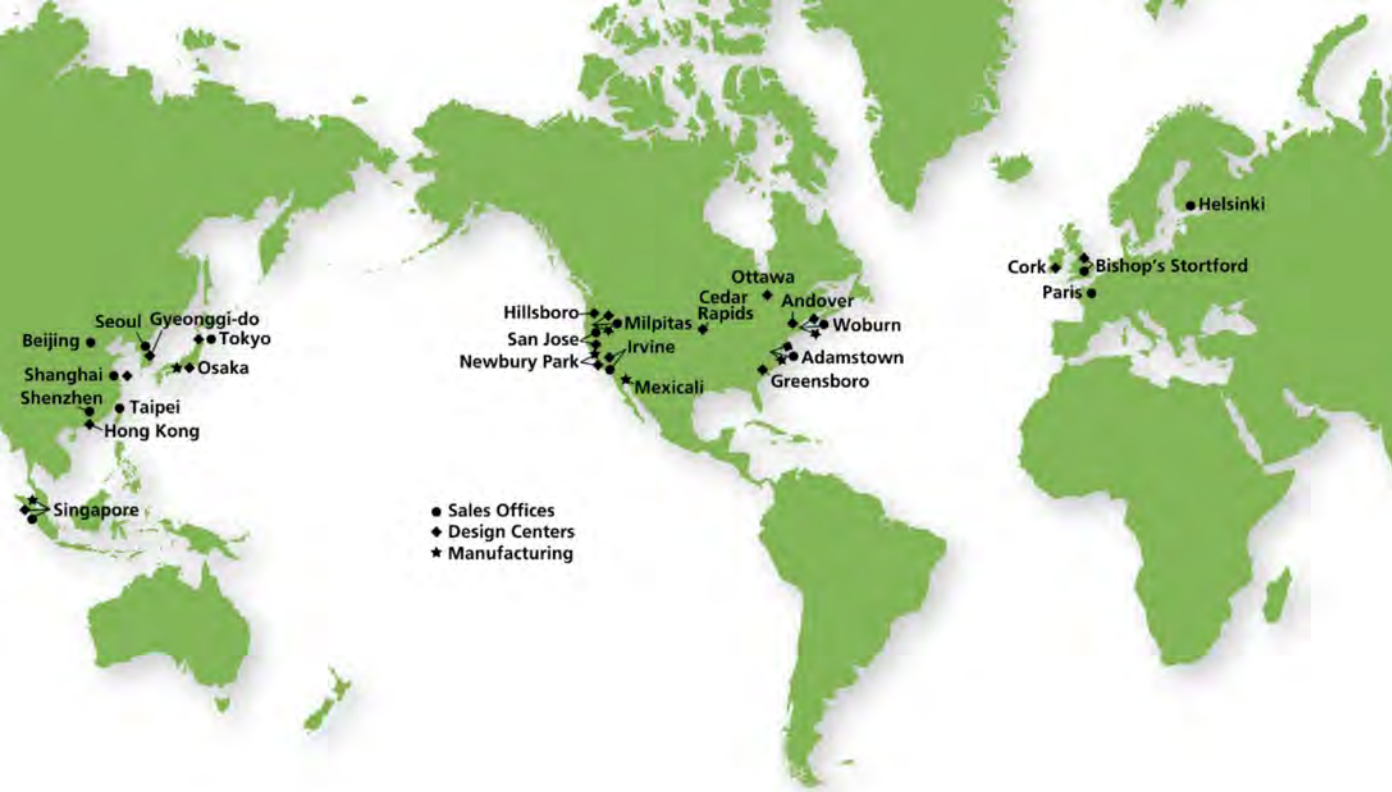 Helsinki
Cork
Bishop's Stortford
Paris
Ottawa
Cedar
Rapids
Andover
Hillsboro
Milpitas
Woburn
San Jose
Irvine
Newbury Park
Adamstown
Mexicali
Greensboro
Seoul
Gyeonggi-do
Beijing
Tokyo
Shanghai
Osaka
Shenzhen
Taipei
Hong Kong
Singapore
Sales Offices
Design Centers
Manufacturing